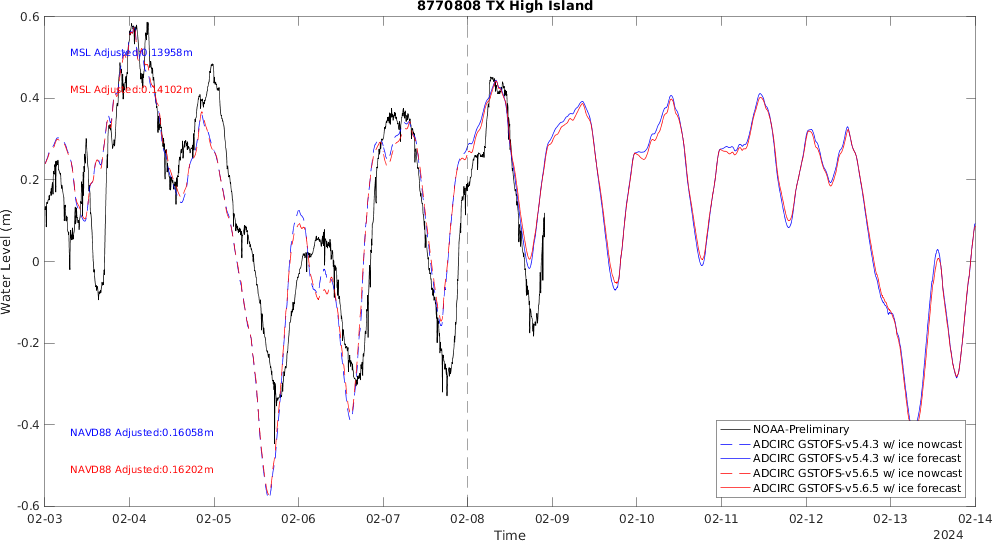 8770808 TX High Island
0.6
0.4
0.2
0
-0.2
-0.4
-0.6
Water Level (m)
MSL Adjusted:0.13958m
MSL Adjusted:0.14102m
NAVD88 Adjusted:0.16058m
NAVD88 Adjusted:0.16202m
NOAA-Preliminary
ADCIRC GSTOFS-v5.4.3 w/ ice nowcast
ADCIRC GSTOFS-v5.4.3 w/ ice forecast
ADCIRC GSTOFS-v5.6.5 w/ ice nowcast
ADCIRC GSTOFS-v5.6.5 w/ ice forecast
02-03 02-04 02-05 02-06 02-07 02-08 02-09 02-10 02-11 02-12 02-13 02-14
Time
2024